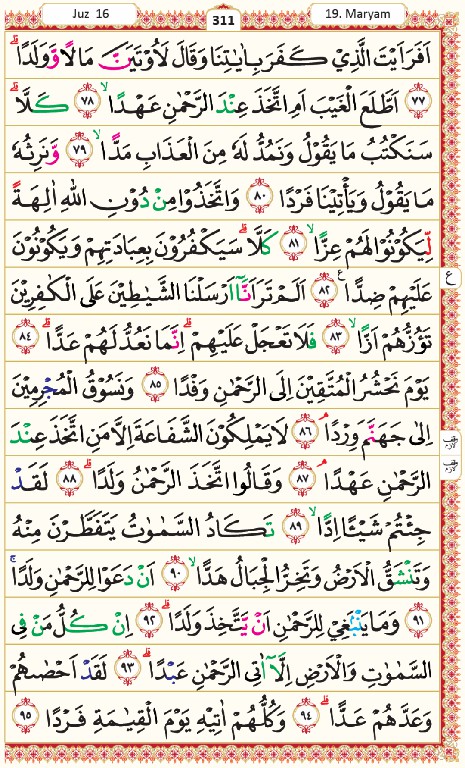 Juz 16
311
19. Maryam
اَفَرَاَيْتَ الَّذِيْ كَفَرَ بِاٰيٰتِنَا وَقَالَ لَاُوْتَيَنَّ مَالًا وَّوَلَدًا ۗ
﴿٧٧﴾ اَطَّلَعَ الْغَيْبَ اَمِ اتَّخَذَ عِنْدَ الرَّحْمٰنِ عَهْدًا ۙ ﴿٧٨﴾ كَلَّا ۗ
سَنَكْتُبُ مَا يَقُوْلُ وَنَمُدُّ لَهٗ مِنَ الْعَذَابِ مَدًّا ۙ ﴿٧٩﴾ وَّنَرِثُهٗ
مَا يَقُوْلُ وَيَأْتِيْنَا فَرْدًا ﴿٨٠﴾ وَاتَّخَذُوْا مِنْ دُوْنِ اللّٰهِ اٰلِهَةً
لِّيَكُوْنُوْا لَهُمْ عِزًّا ۙ ﴿٨١﴾ كَلَّا ۗ سَيَكْفُرُوْنَ بِعِبَادَتِهِمْ وَيَكُوْنُوْنَ
عَلَيْهِمْ ضِدًّا ࣖ ﴿٨٢﴾ اَلَمْ تَرَ اَنَّآ اَرْسَلْنَا الشَّيٰطِيْنَ عَلَى الْكٰفِرِيْنَ
ع
تَؤُزُّهُمْ اَزًّا ۙ ﴿٨٣﴾ فَلَا تَعْجَلْ عَلَيْهِمْ ۗ اِنَّمَا نَعُدُّ لَهُمْ عَدًّا ۗ ﴿٨٤﴾
يَوْمَ نَحْشُرُ الْمُتَّقِيْنَ اِلَى الرَّحْمٰنِ وَفْدًا ﴿٨٥﴾ وَنَسُوْقُ الْمُجْرِمِيْنَ
اِلٰى جَهَنَّمَ وِرْدًا ۘ ﴿٨٦﴾ لَا يَمْلِكُوْنَ الشَّفَاعَةَ اِلَّا مَنِ اتَّخَذَ عِنْدَ
الرَّحْمٰنِ عَهْدًا ۘ ﴿٨٧﴾ وَقَالُوا اتَّخَذَ الرَّحْمٰنُ وَلَدًا ۗ ﴿٨٨﴾ لَقَدْ
جِئْتُمْ شَيْـًٔا اِدًّا ۙ ﴿٨٩﴾ تَكَادُ السَّمٰوٰتُ يَتَفَطَّرْنَ مِنْهُ
وَتَنْشَقُّ الْاَرْضُ وَتَخِرُّ الْجِبَالُ هَدًّا ۙ ﴿٩٠﴾ اَنْ دَعَوْا لِلرَّحْمٰنِ وَلَدًا ۚ
﴿٩١﴾ وَمَا يَنْبَغِيْ لِلرَّحْمٰنِ اَنْ يَّتَّخِذَ وَلَدًا ۗ ﴿٩٢﴾ اِنْ كُلُّ مَنْ فِى
السَّمٰوٰتِ وَالْاَرْضِ اِلَّآ اٰتِى الرَّحْمٰنِ عَبْدًا ۗ ﴿٩٣﴾ لَقَدْ اَحْصٰىهُمْ
وَعَدَّهُمْ عَدًّا ۗ ﴿٩٤﴾ وَكُلُّهُمْ اٰتِيْهِ يَوْمَ الْقِيٰمَةِ فَرْدًا ﴿٩٥﴾